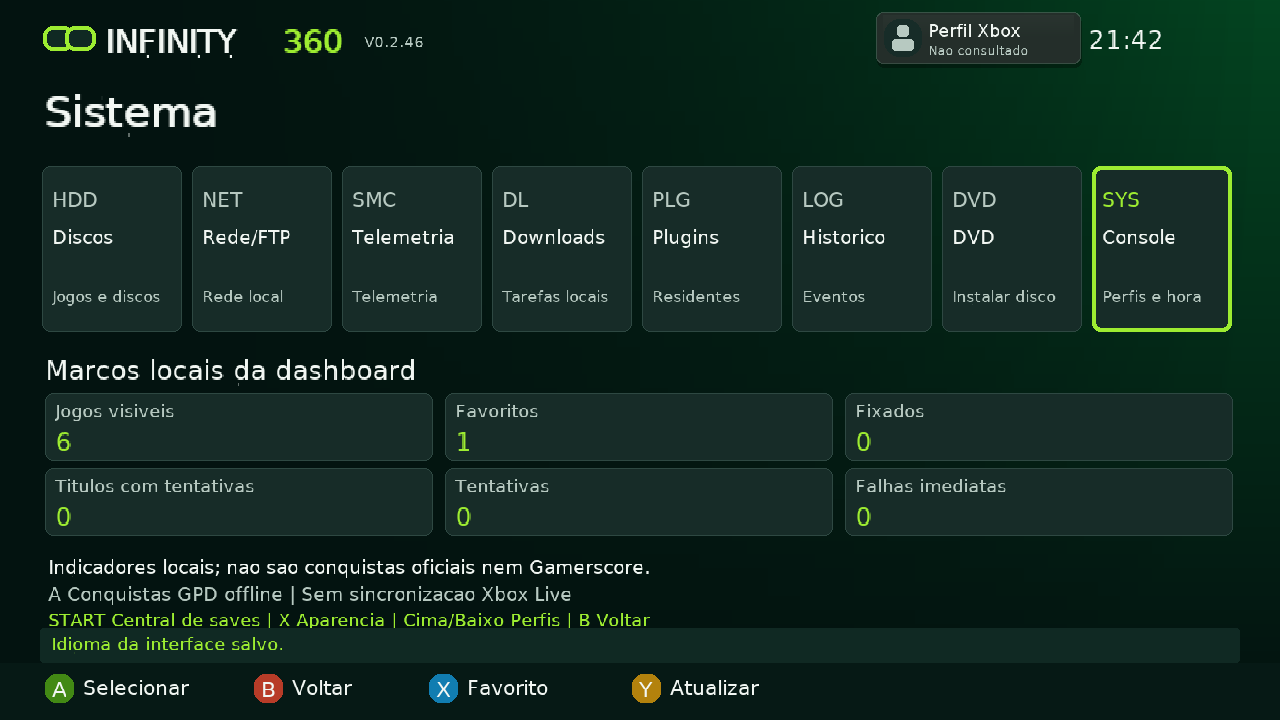 INFINITY 360 V0.2.46
Perfil Xbox
Nao consultado
21:42
Sistema
HDD
Discos
Jogos e discos
NET
Rede/FTP
Rede local
SMC
Telemetria
Telemetria
DL
Downloads
Tarefas locais
PLG
Plugins
Residentes
LOG
Historico
Eventos
DVD
DVD
Instalar disco
SYS
Console
Perfis e hora
Marcos locais da dashboard
Jogos visiveis
6
Favoritos
1
Fixados
0
Titulos com tentativas
0
Tentativas
0
Falhas imediatas
0
Indicadores locais; nao sao conquistas oficiais nem Gamerscore.
A Conquistas GPD offline | Sem sincronizacao Xbox Live
START Central de saves | X Aparencia | Cima/Baixo Perfis | B Voltar
Idioma da interface salvo.
A Selecionar B Voltar X Favorito Y Atualizar